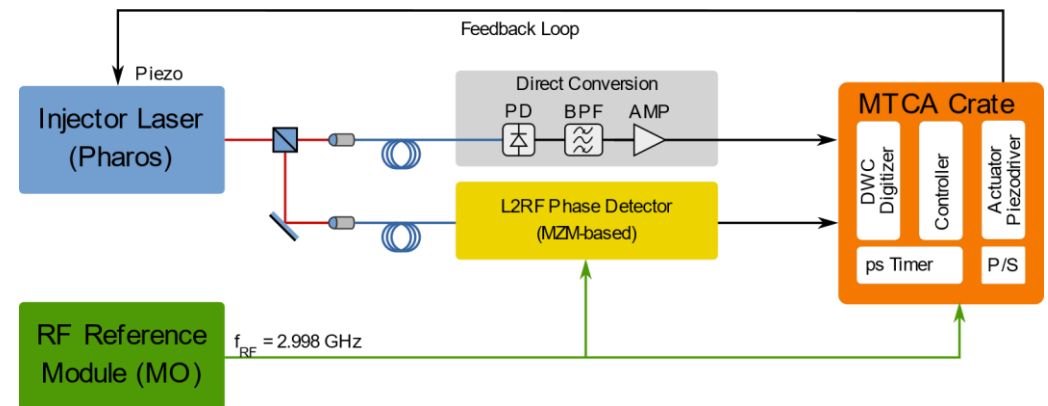 Feedback Loop
Piezo
Injector Laser
(Pharos)
Direct Conversion
PD BPF AMP
L2RF Phase Detector
(MZM-based)
MTCA Crate
DWC
Digitizer
Controller
Actuator
Piezodriver
ps Timer
P/S
RF Reference
Module (MO)
f_RF = 2.998 GHz